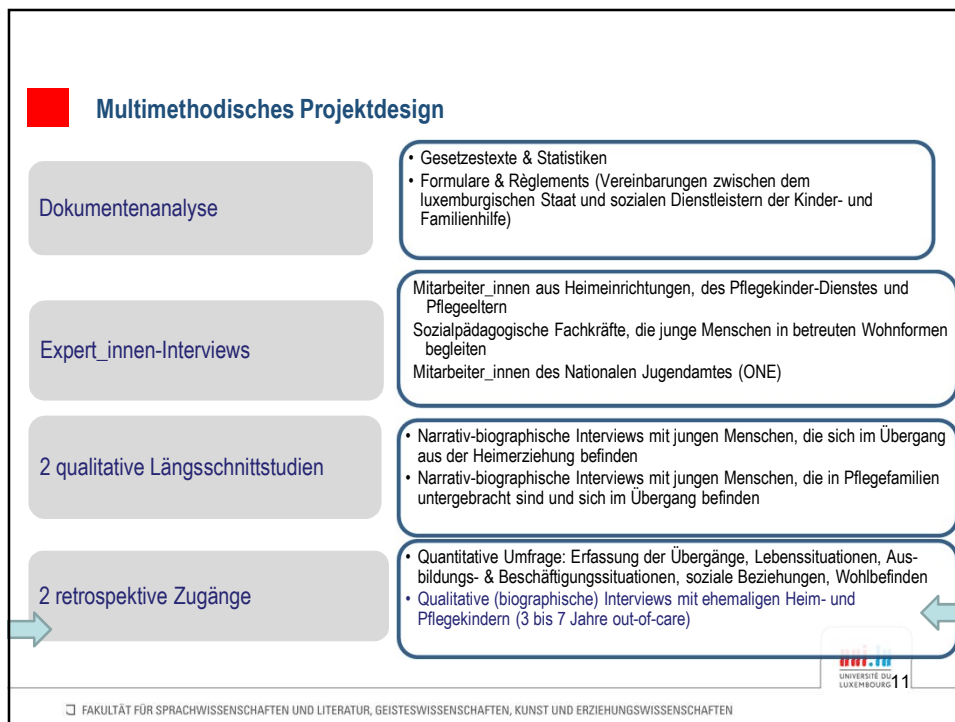 Multimethodisches Projektdesign
Dokumentenanalyse
• Gesetzestexte & Statistiken
• Formulare & Règlements (Vereinbarungen zwischen dem
luxemburgischen Staat und sozialen Dienstleistern der Kinder- und
Familienhilfe)
Expert_innen-Interviews
Mitarbeiter_innen aus Heimeinrichtungen, des Pflegekinder-Dienstes und
Pflegeeltern
Sozialpädagogische Fachkräfte, die junge Menschen in betreuten Wohnformen
begleiten
Mitarbeiter_innen des Nationalen Jugendamtes (ONE)
2 qualitative Längsschnittstudien
• Narrativ-biographische Interviews mit jungen Menschen, die sich im Übergang
aus der Heimerziehung befinden
• Narrativ-biographische Interviews mit jungen Menschen, die in Pflegefamilien
untergebracht sind und sich im Übergang befinden
2 retrospektive Zugänge
• Quantitative Umfrage: Erfassung der Übergänge, Lebenssituationen, Aus-
bildungs- & Beschäftigungssituationen, soziale Beziehungen, Wohlbefinden
• Qualitative (biographische) Interviews mit ehemaligen Heim- und
Pflegekindern (3 bis 7 Jahre out-of-care)
uni.lu
UNIVERSITÉ DU
LUXEMBOURG
11
FAKULTÄT FÜR SPRACHWISSENSCHAFTEN UND LITERATUR, GEISTESWISSENSCHAFTEN, KUNST UND ERZIEHUNGSWISSENSCHAFTEN